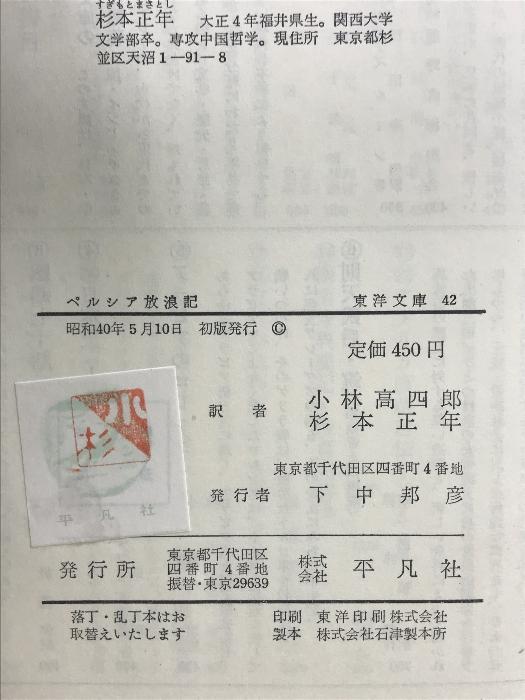 すぎもとまさとし
杉本正年　大正4年福井県生。関西大学
文学部卒。専攻中国哲学。現住所　東京都杉
並区天沼1—91—8
ペルシア放浪記　東洋文庫 42
昭和40年5月10日　初版発行　©
定価 450 円
訳者　小林高四郎
杉本正年
東京都千代田区四番町4番地
発行者　下中邦彦
小
杉
平凡社
発行所　東京都千代田区
四番町4番地
振替・東京29639
株式
会社　平凡社
落丁・乱丁本はお
取替えいたします
印刷　東洋印刷株式会社
製本　株式会社石津製本所